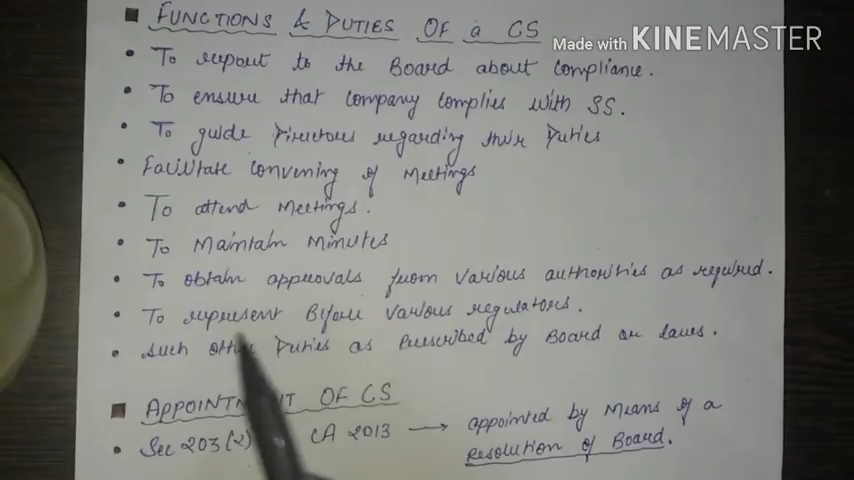 FUNCTIONS & DUTIES OF a CS
Made with KINEMASTER
To report to the Board about compliance.
To ensure that company complies with SS.
To guide Directors regarding their Duties
Facilitate Convening of Meetings
To attend Meetings.
To Maintain Minutes
To obtain approvals from various authorities as required.
To represent Before various regulators.
such other Duties as Prescribed by Board or laws.
APPOINTMENT OF CS
Sec 203(2) CA 2013 → appointed by Means of a
Resolution of Board.